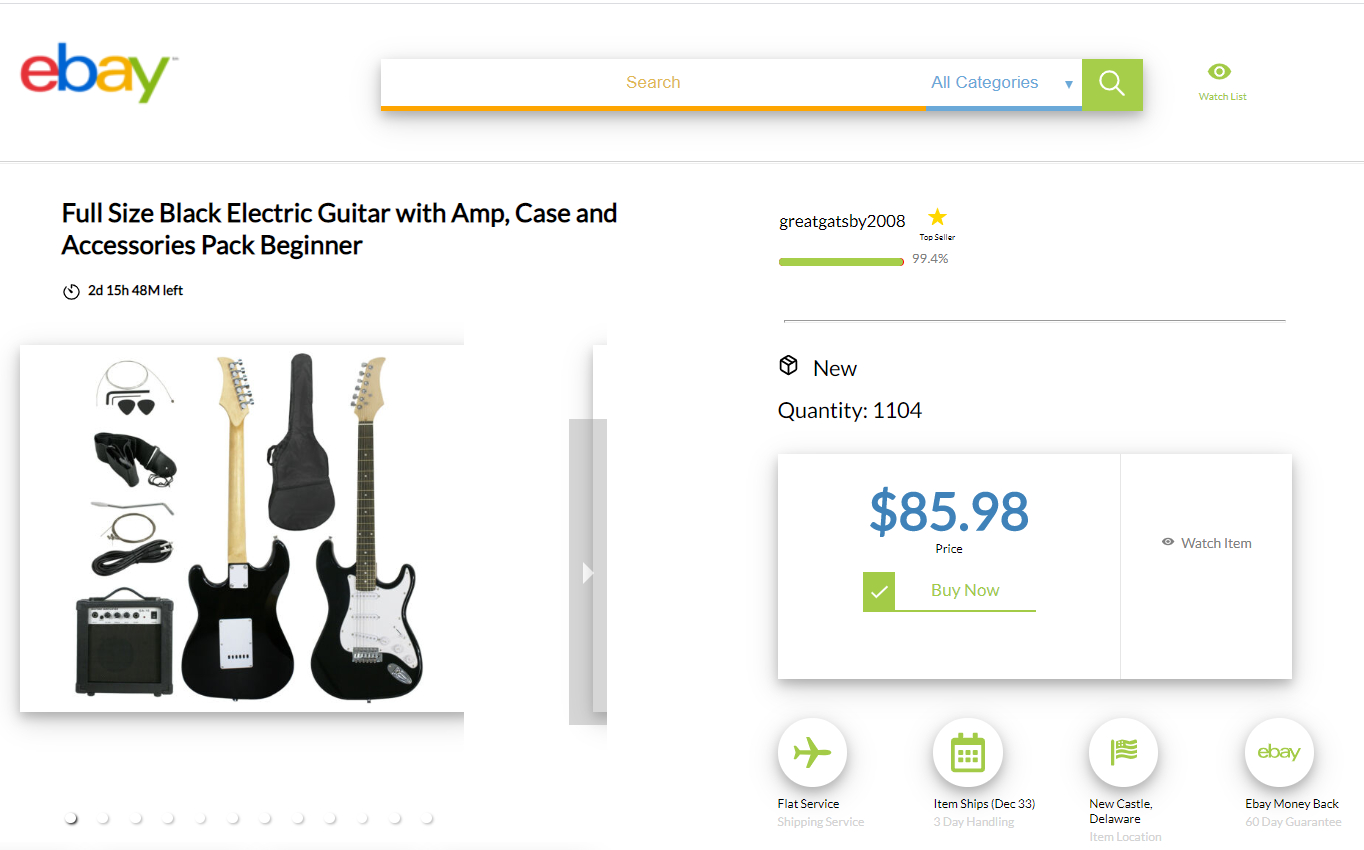 ebay
Search
All Categories
Watch List
Full Size Black Electric Guitar with Amp, Case and
Accessories Pack Beginner
2d 15h 48M left
greatgatsby2008
Top Seller
99.4%
New
Quantity: 1104
$85.98
Price
Buy Now
Watch Item
Flat Service
Shipping Service
Item Ships (Dec 33)
3 Day Handling
New Castle,
Delaware
Item Location
ebay
Ebay Money Back
60 Day Guarantee